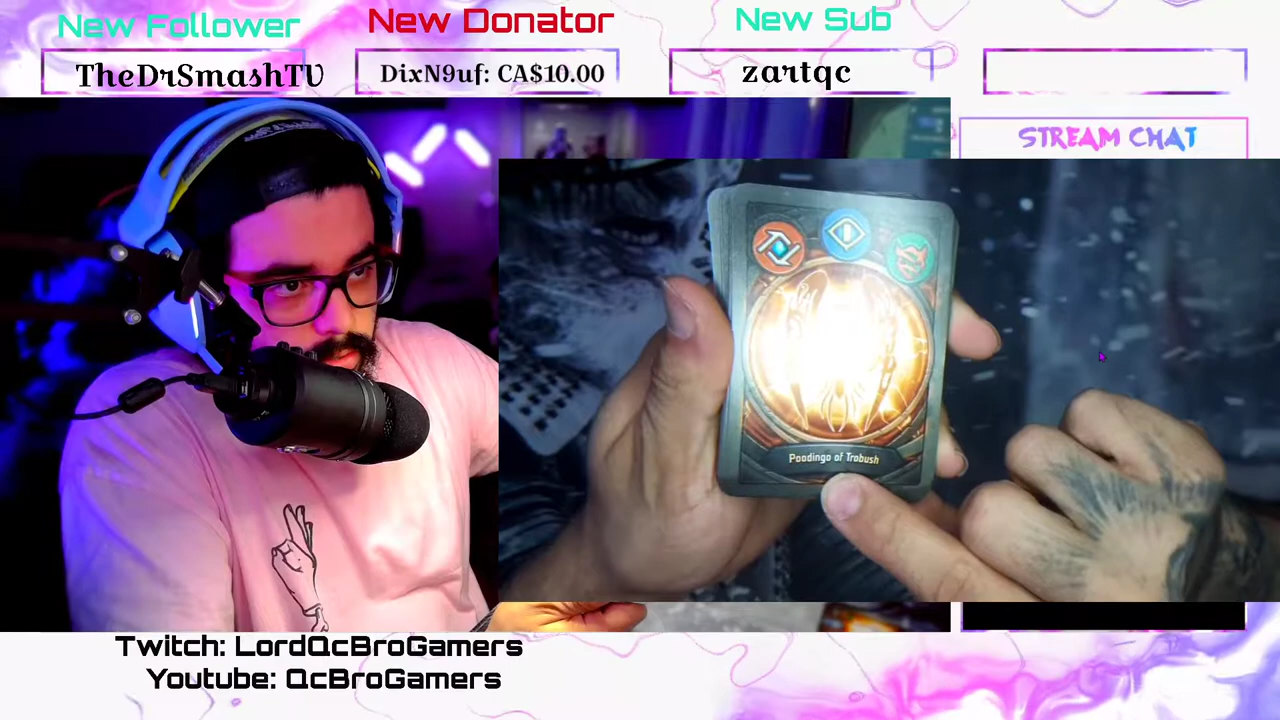 New Follower
New Donator
New Sub
TheDrSmashTV
DixN9uf: CA$10.00
zartqc
STREAM CHAT
Poodingo of Trobush
Twitch: LordQcBroGamers
Youtube: QcBroGamers